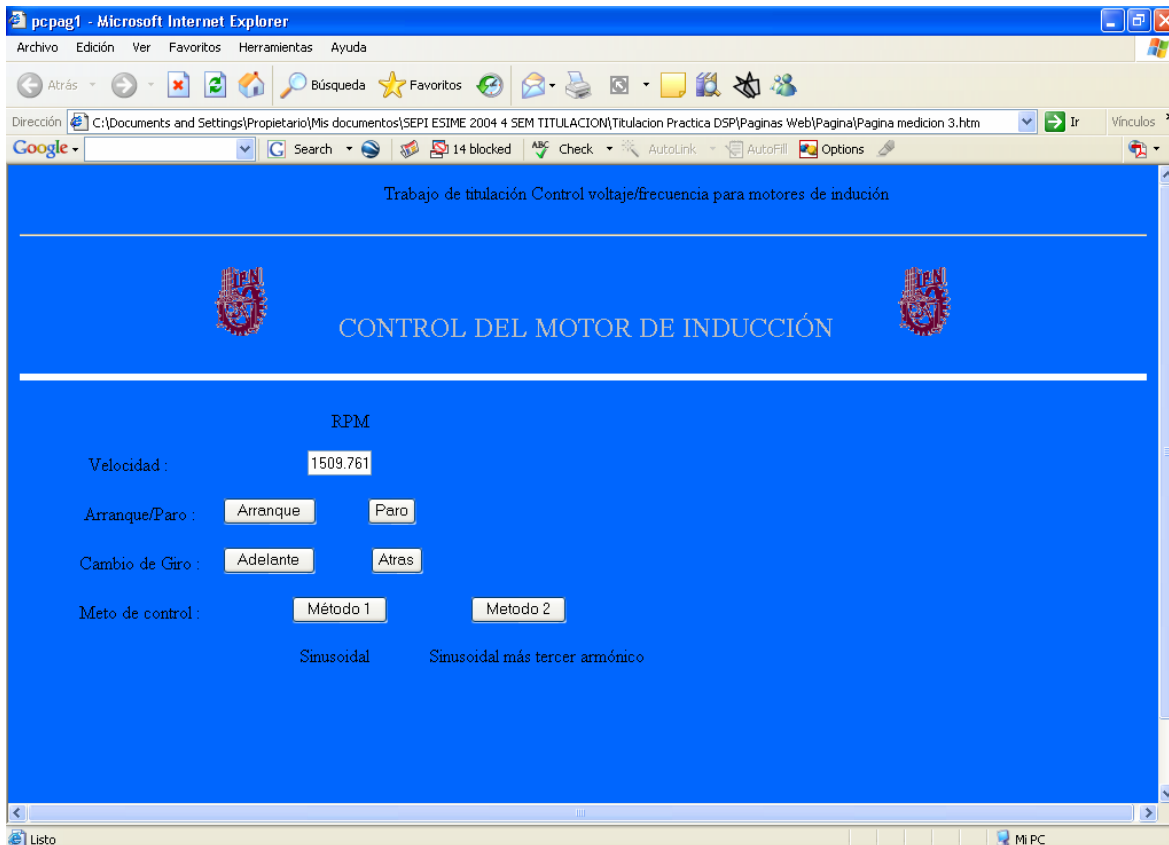 pcpag1 - Microsoft Internet Explorer
Archivo Edición Ver Favoritos Herramientas Ayuda
Atrás Búsqueda Favoritos
Dirección C:\Documents and Settings\Propietario\Mis documentos\SEPI ESIME 2004 4 SEM TITULACION\Titulacion Practica DSP\Paginas Web\Pagina\Pagina medicion 3.htm Ir Vínculos
Google G Search 14 blocked ABC Check AutoLink AutoFill Options
Trabajo de titulación Control voltaje/frecuencia para motores de indución
IPN IPN
CONTROL DEL MOTOR DE INDUCCIÓN
RPM
Velocidad : 1509.761
Arranque/Paro : Arranque Paro
Cambio de Giro : Adelante Atras
Meto de control : Método 1 Metodo 2
Sinusoidal Sinusoidal más tercer armónico
Listo Mi PC